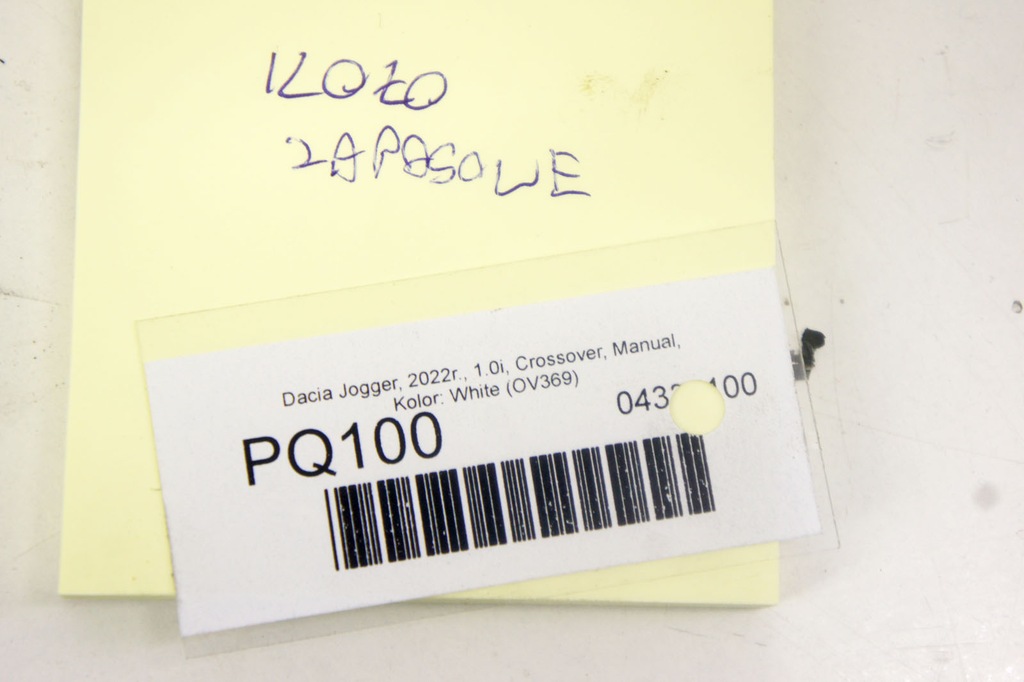 KOŁO
ZAPASOWE
Dacia Jogger, 2022r., 1.0i, Crossover, Manual,
Kolor: White (OV369)
PQ100